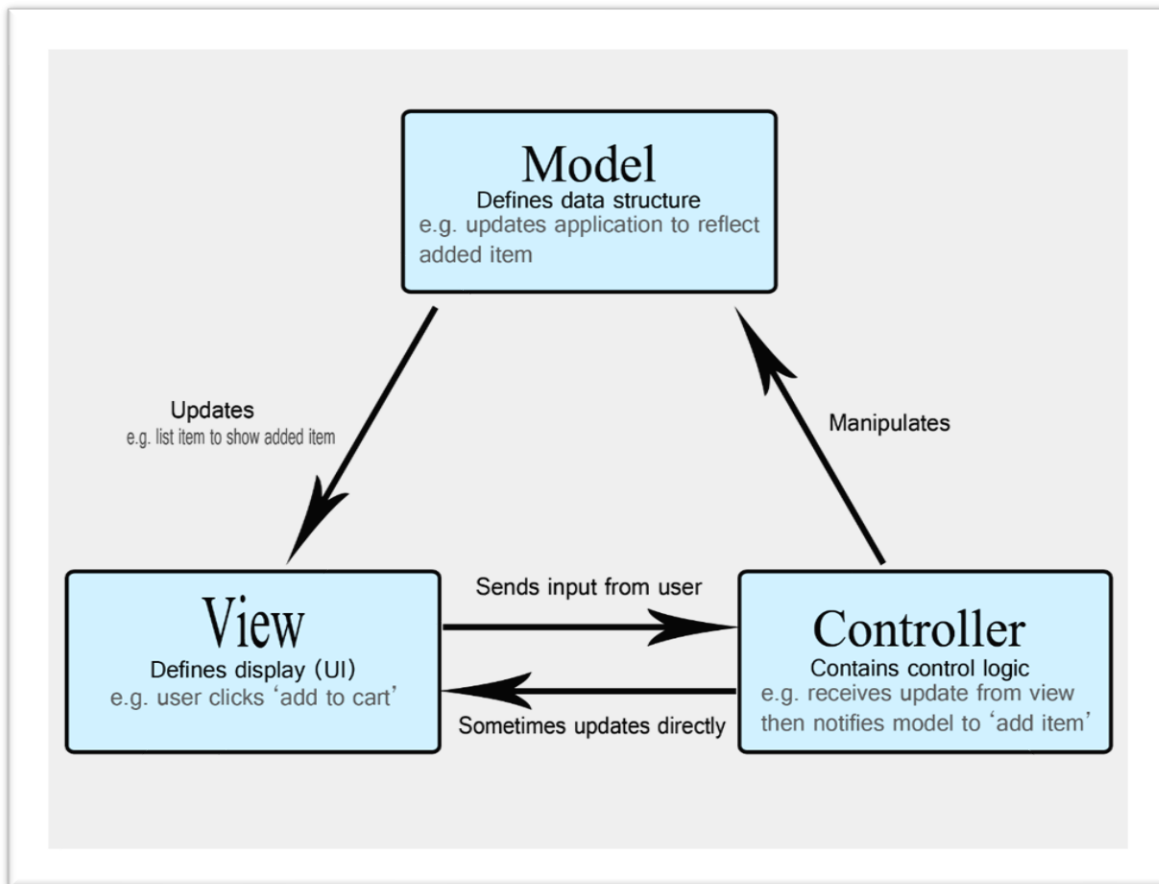 Model
Defines data structure
e.g. updates application to reflect
added item
Updates
e.g. list item to show added item
Manipulates
View
Defines display (UI)
e.g. user clicks ‘add to cart’
Sends input from user
Sometimes updates directly
Controller
Contains control logic
e.g. receives update from view
then notifies model to ‘add item’